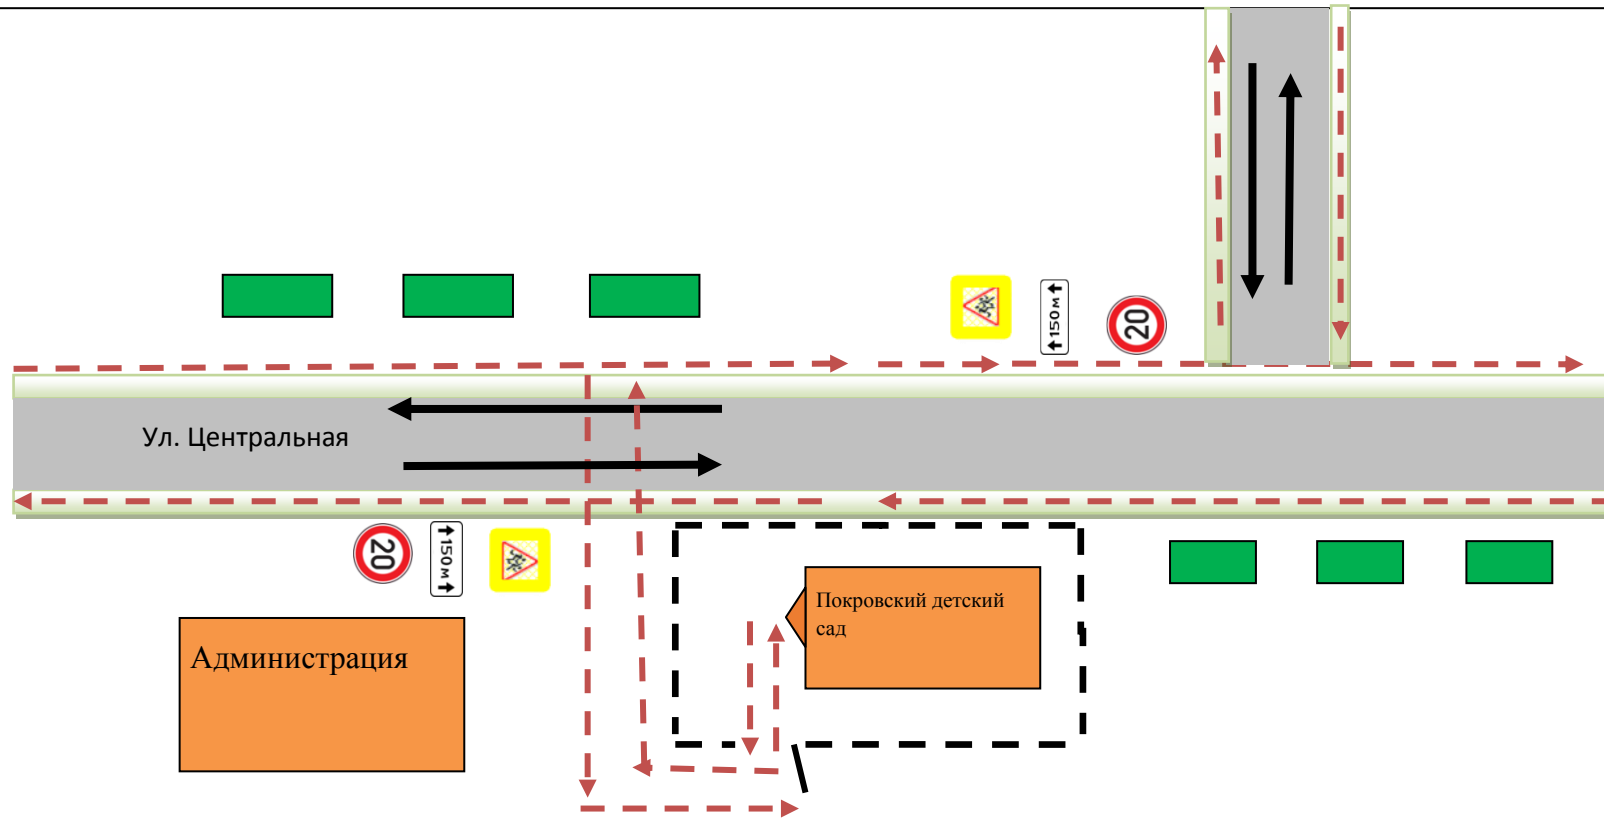 150 м
20
Ул. Центральная
20
150 м
Покровский детский
сад
Администрация